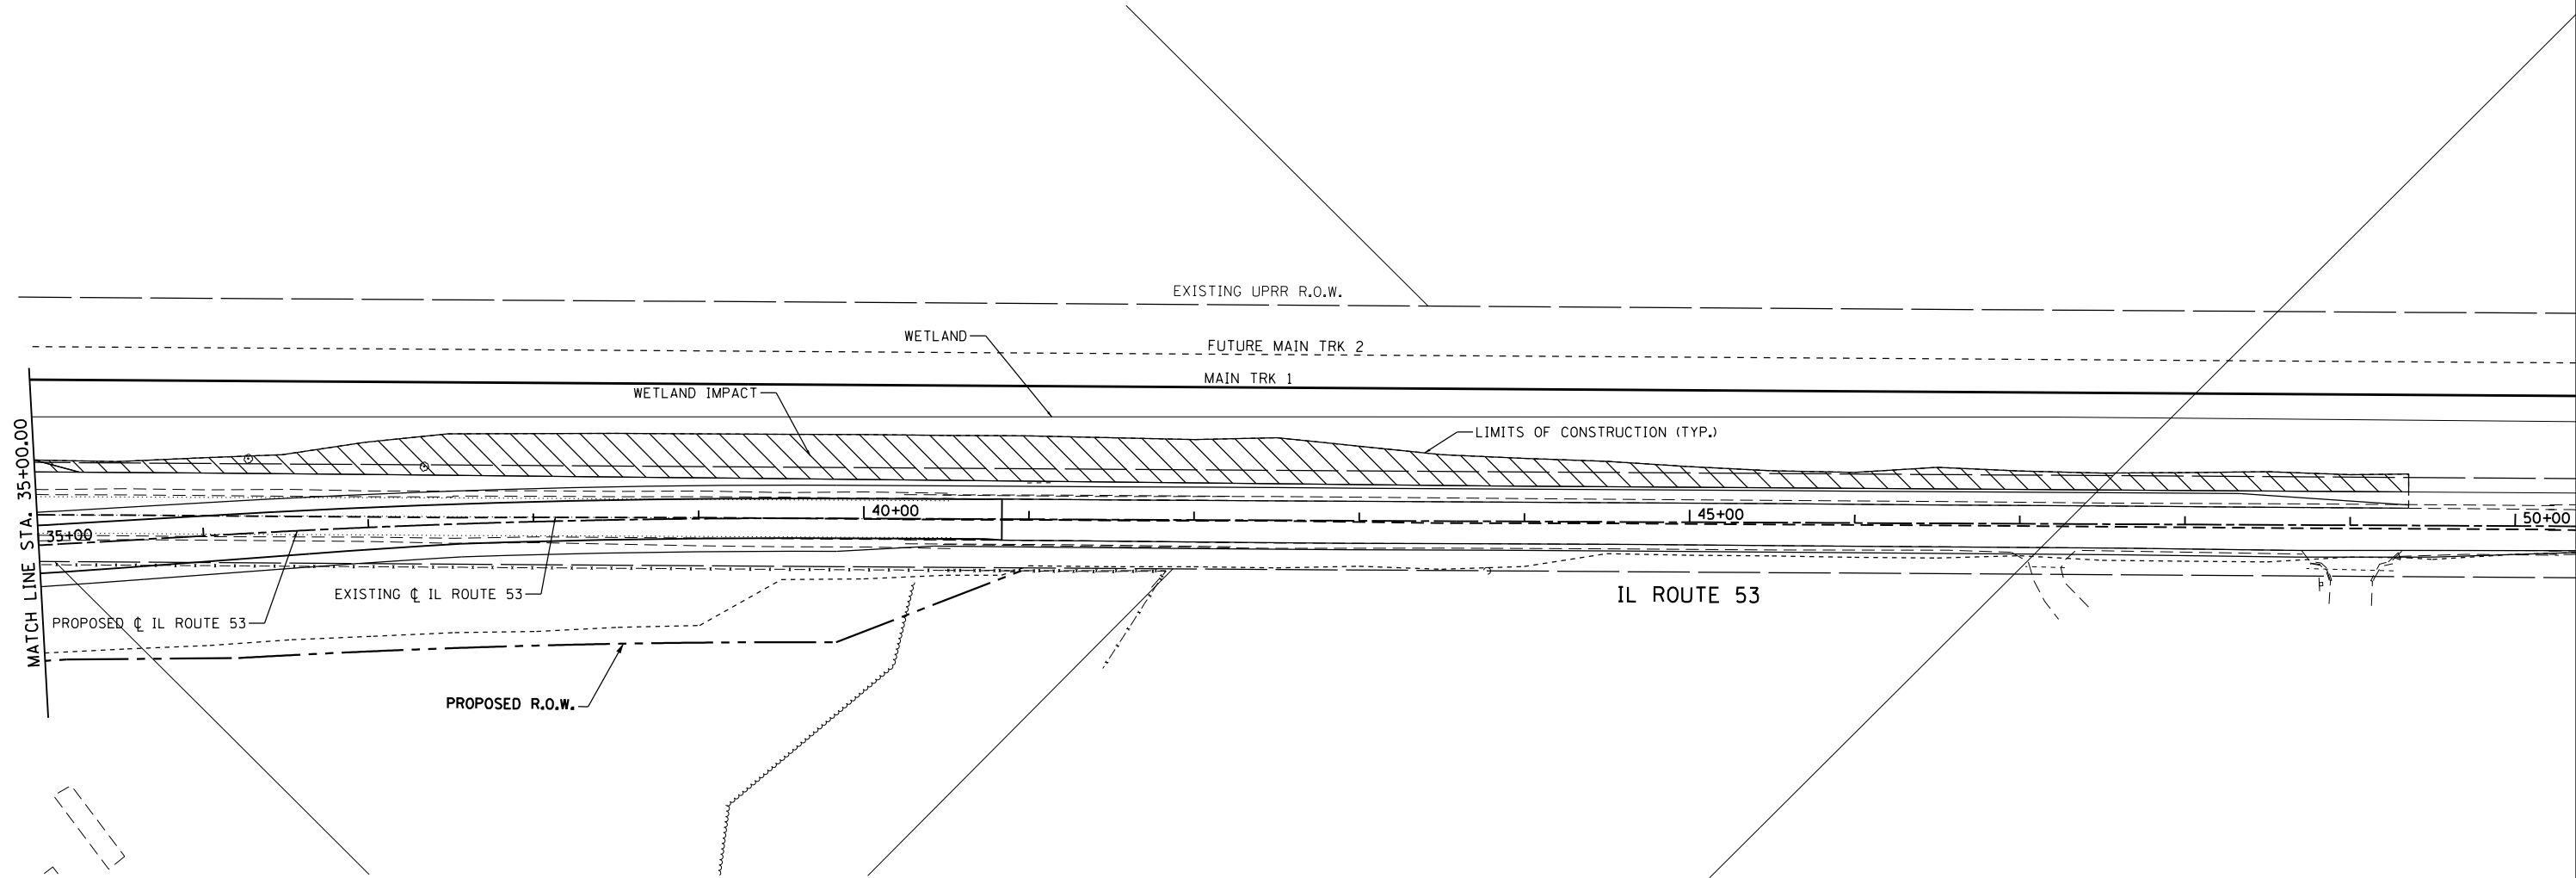 EXISTING UPRR R.O.W.
WETLAND
FUTURE MAIN TRK 2
MAIN TRK 1
WETLAND IMPACT
LIMITS OF CONSTRUCTION (TYP.)
MATCH LINE STA. 35+00.00
40+00
45+00
50+00
35+00
EXISTING ℄ IL ROUTE 53
IL ROUTE 53
PROPOSED ℄ IL ROUTE 53
PROPOSED R.O.W.